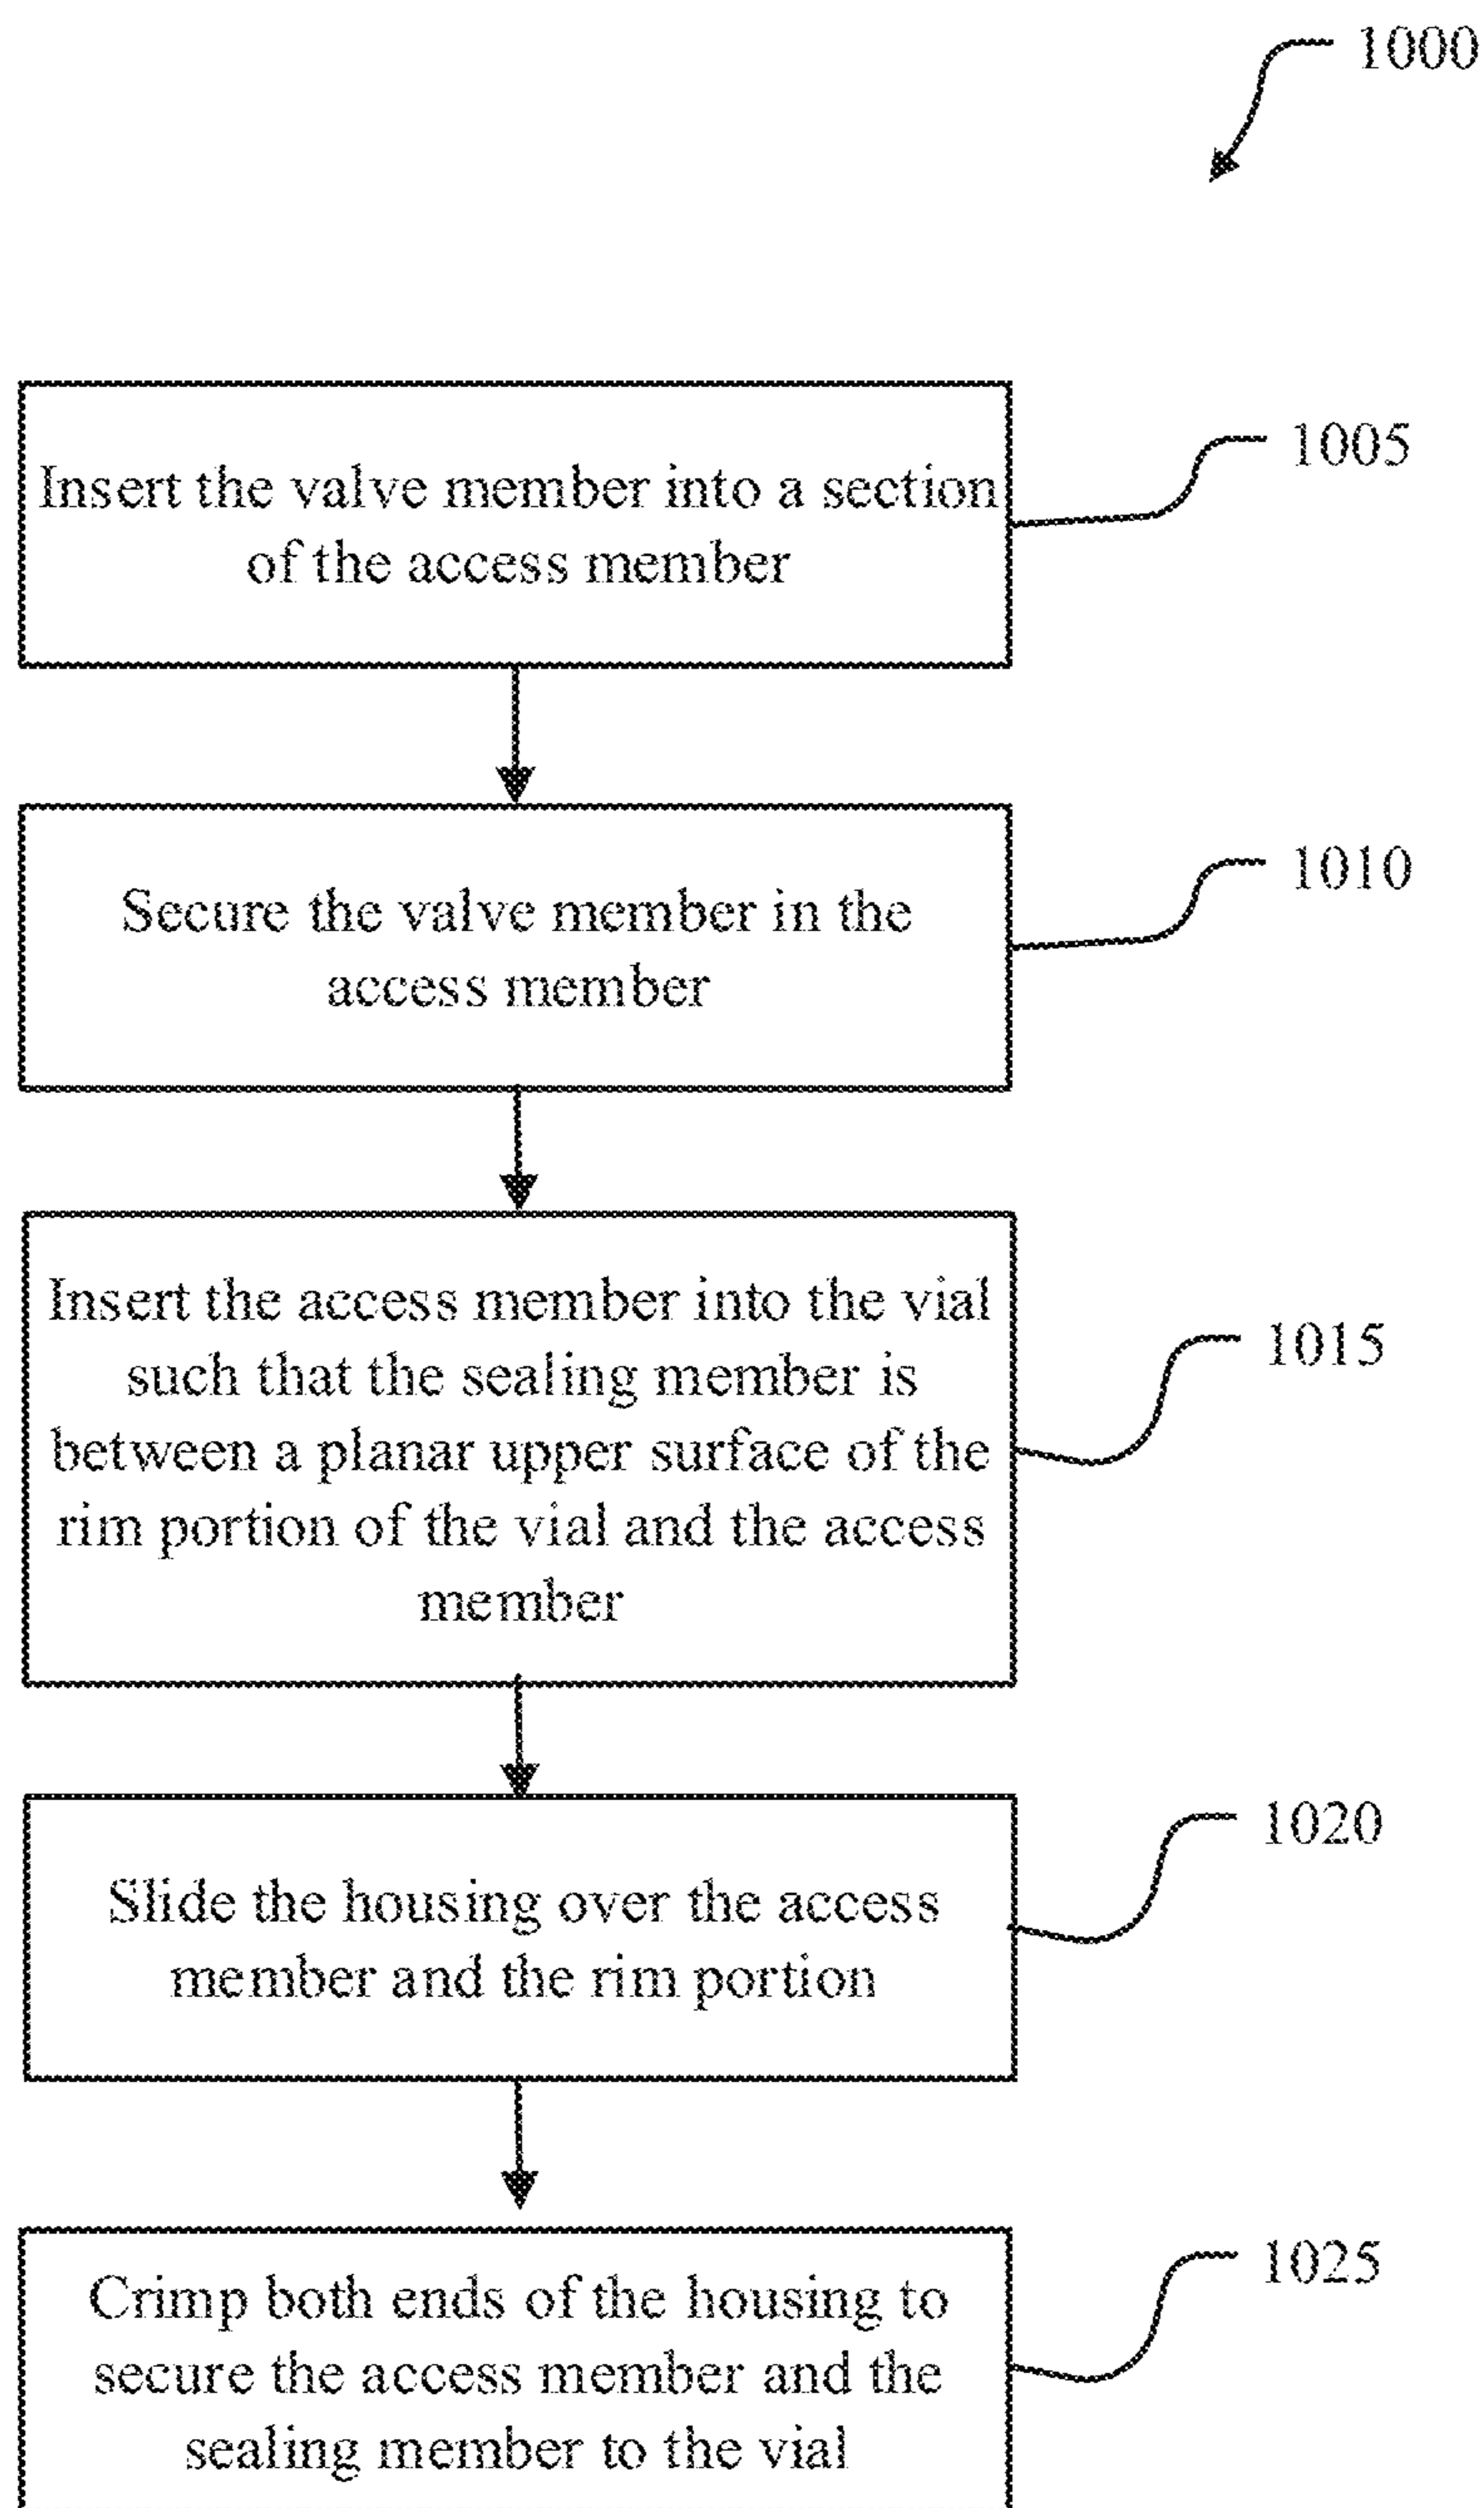 1000
Insert the valve member into a section
of the access member
1005
Secure the valve member in the
access member
1010
Insert the access member into the vial
such that the sealing member is
between a planar upper surface of the
rim portion of the vial and the access
member
1015
Slide the housing over the access
member and the rim portion
1020
Crimp both ends of the housing to
secure the access member and the
sealing member to the vial
1025